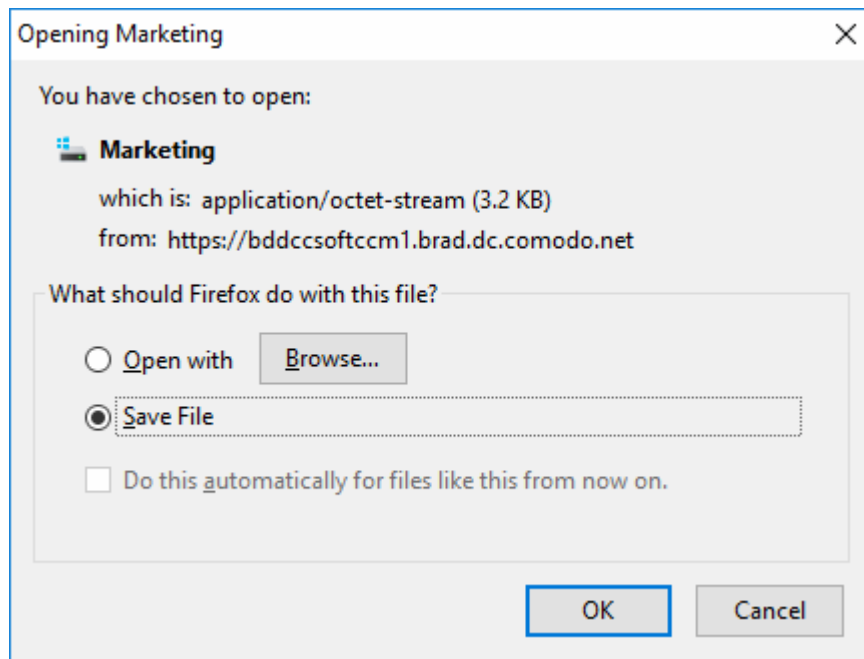 Opening Marketing
You have chosen to open:
Marketing
which is: application/octet-stream (3.2 KB)
from: https://bddccsoftccm1.brad.dc.comodo.net
What should Firefox do with this file?
Open with Browse...
Save File
Do this automatically for files like this from now on.
OK Cancel